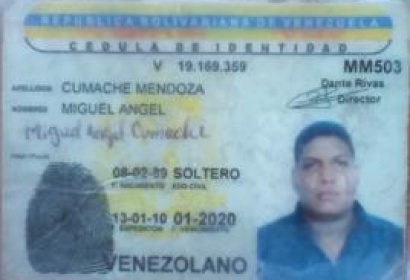 REPUBLICA BOLIVARIANA DE VENEZUELA
CEDULA DE IDENTIDAD
V 19.169.359 MM503
APELLIDOS CUMACHE MENDOZA Dante Rivas
Director
NOMBRES MIGUEL ANGEL
Miguel Angel Cumache
08-02-89 SOLTERO
F. NACIMIENTO EDO.CIVIL
13-01-10 01-2020
F. EXPEDICION F. VENCIMIENTO
VENEZOLANO